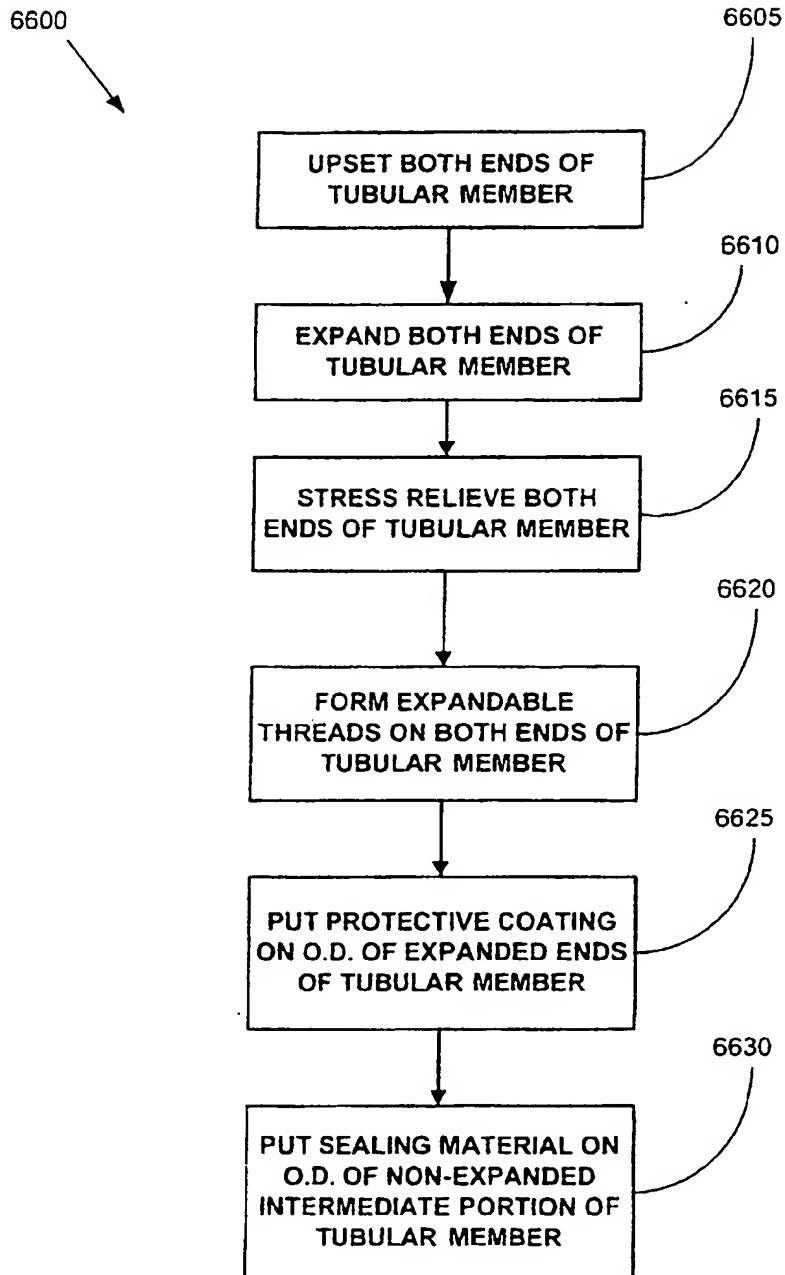 6600
6605
UPSET BOTH ENDS OF
TUBULAR MEMBER
6610
EXPAND BOTH ENDS OF
TUBULAR MEMBER
6615
STRESS RELIEVE BOTH
ENDS OF TUBULAR MEMBER
6620
FORM EXPANDABLE
THREADS ON BOTH ENDS OF
TUBULAR MEMBER
6625
PUT PROTECTIVE COATING
ON O.D. OF EXPANDED ENDS
OF TUBULAR MEMBER
6630
PUT SEALING MATERIAL ON
O.D. OF NON-EXPANDED
INTERMEDIATE PORTION OF
TUBULAR MEMBER